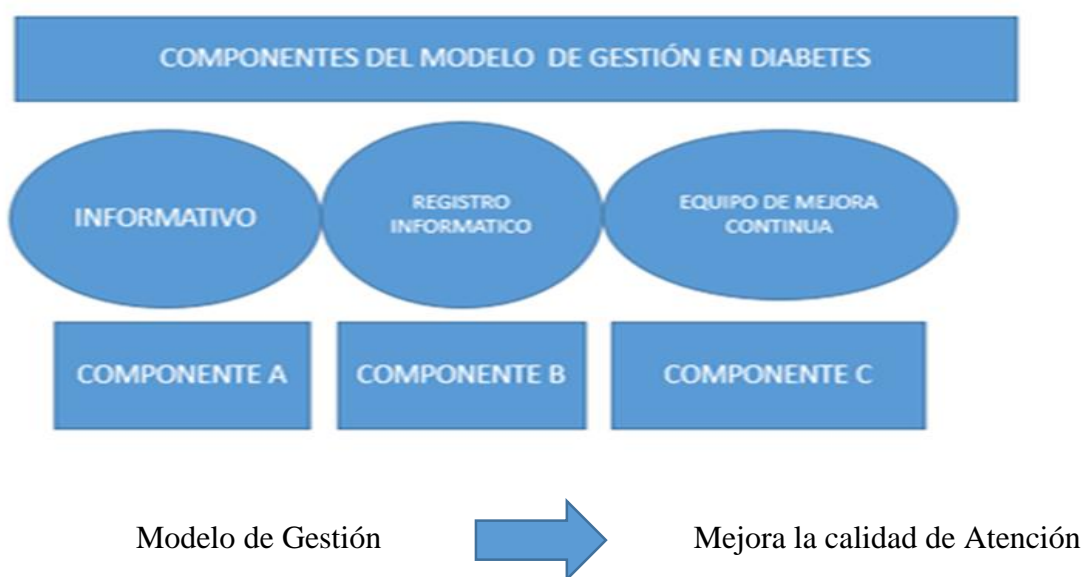 COMPONENTES DEL MODELO DE GESTIÓN EN DIABETES
INFORMATIVO
REGISTRO
INFORMATICO
EQUIPO DE MEJORA
CONTINUA
COMPONENTE A
COMPONENTE B
COMPONENTE C
Modelo de Gestión
Mejora la calidad de Atención